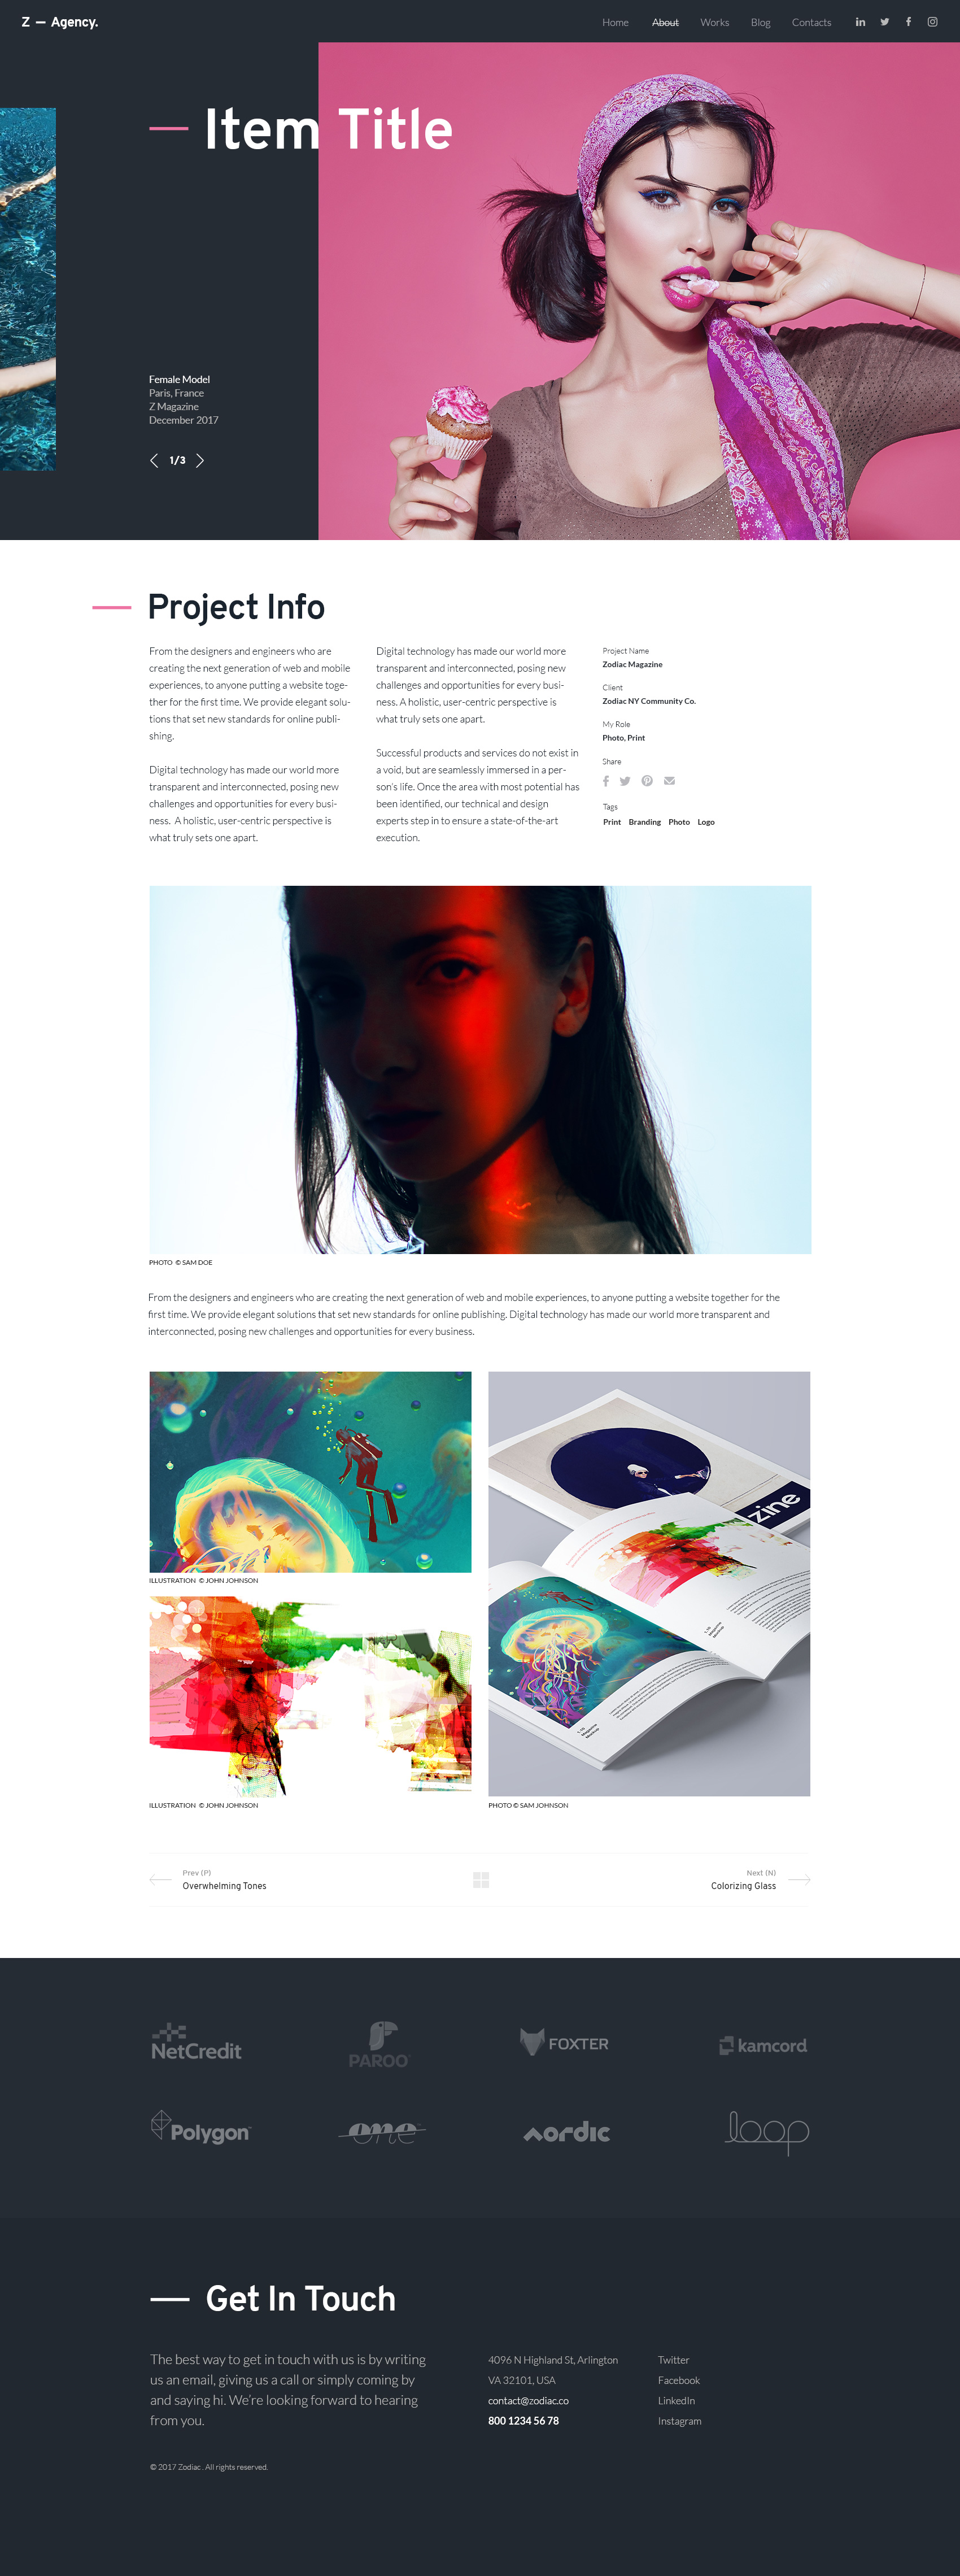 Z — Agency.
Home About Works Blog Contacts
— Item Title
Female Model
Paris, France
Z Magazine
December 2017
1/3
Project Info
From the designers and engineers who are
creating the next generation of web and mobile
experiences, to anyone putting a website toge-
ther for the first time. We provide elegant solu-
tions that set new standards for online publi-
shing.
Digital technology has made our world more
transparent and interconnected, posing new
challenges and opportunities for every busi-
ness. A holistic, user-centric perspective is
what truly sets one apart.
Digital technology has made our world more
transparent and interconnected, posing new
challenges and opportunities for every busi-
ness. A holistic, user-centric perspective is
what truly sets one apart.
Successful products and services do not exist in
a void, but are seamlessly immersed in a per-
son's life. Once the area with most potential has
been identified, our technical and design
experts step in to ensure a state-of-the-art
execution.
Project Name
Zodiac Magazine
Client
Zodiac NY Community Co.
My Role
Photo, Print
Share
Tags
Print Branding Photo Logo
PHOTO © SAM DOE
From the designers and engineers who are creating the next generation of web and mobile experiences, to anyone putting a website together for the
first time. We provide elegant solutions that set new standards for online publishing. Digital technology has made our world more transparent and
interconnected, posing new challenges and opportunities for every business.
zine
ILLUSTRATION © JOHN JOHNSON
ILLUSTRATION © JOHN JOHNSON
PHOTO © SAM JOHNSON
Prev (P)
Overwhelming Tones
Next (N)
Colorizing Glass
NetCredit
PAROO
FOXTER
kamcord
Polygon
one
nordic
loop
Get In Touch
The best way to get in touch with us is by writing
us an email, giving us a call or simply coming by
and saying hi. We're looking forward to hearing
from you.
4096 N Highland St, Arlington
VA 32101, USA
contact@zodiac.co
800 1234 56 78
Twitter
Facebook
LinkedIn
Instagram
© 2017 Zodiac . All rights reserved.